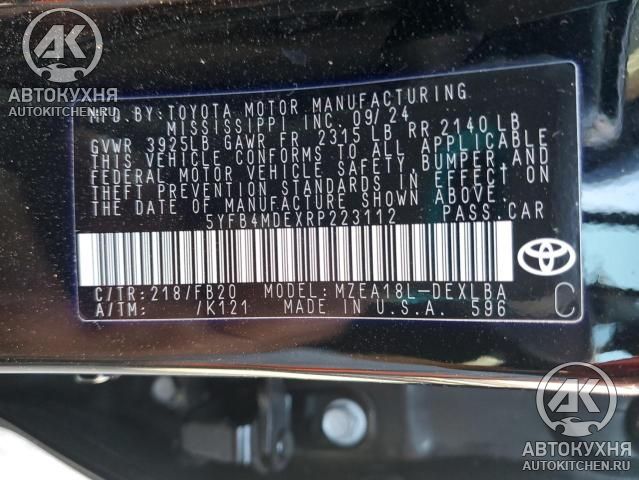 АК
АВТОКУХНЯ
AUTOKITCHEN.RU
MFD.BY:TOYOTA MOTOR MANUFACTURING
MISSISSIPPI INC. 09/24
GVWR 3925LB GAWR FR. 2315 LB RR 2140 LB
THIS VEHICLE CONFORMS TO ALL APPLICABLE
FEDERAL MOTOR VEHICLE SAFETY, BUMPER, AND
THEFT PREVENTION STANDARDS IN EFFECT ON
THE DATE OF MANUFACTURE SHOWN ABOVE.
5YFB4MDEXRP223112 PASS.CAR
C/TR:218/FB20 MODEL: MZEA18L-DEXLBA
A/TM: /K121 MADE IN U.S.A. 596
C
АК
АВТОКУХНЯ
AUTOKITCHEN.RU